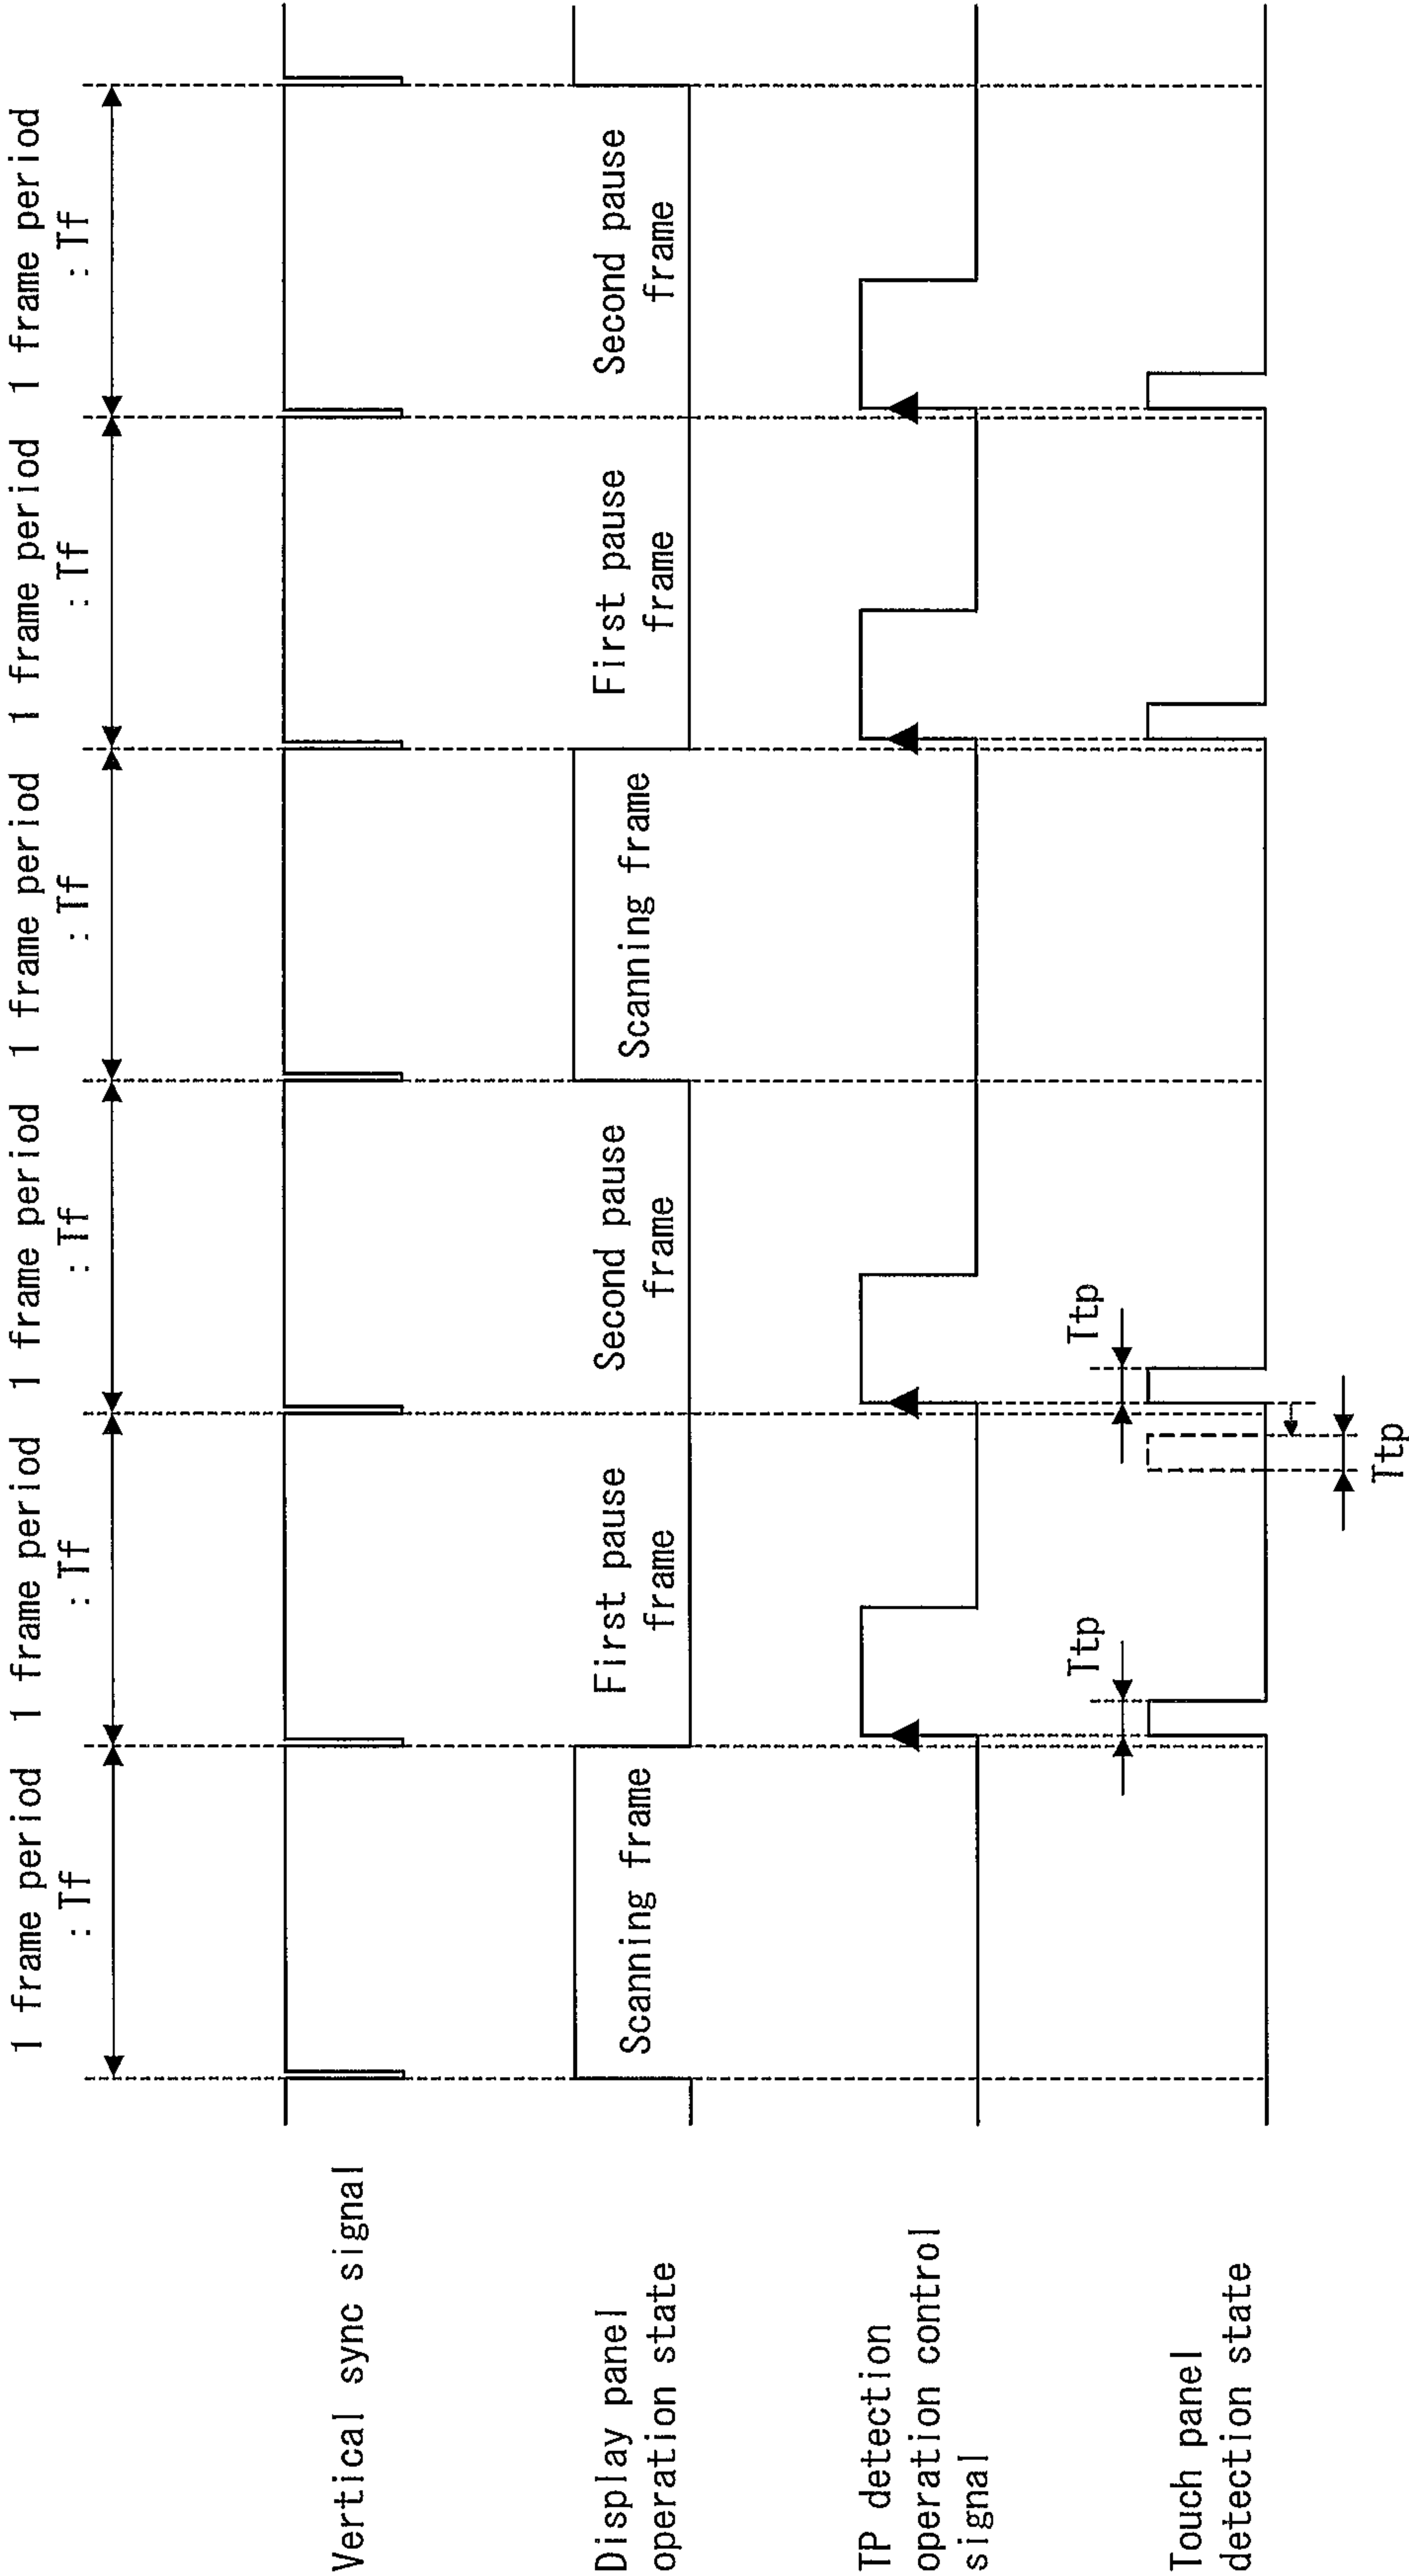 1 frame period
: Tf
1 frame period
: Tf
1 frame period
: Tf
1 frame period
: Tf
1 frame period
: Tf
1 frame period
: Tf
Vertical sync signal
Display panel
operation state
Scanning frame
First pause
frame
Second pause
frame
Scanning frame
First pause
frame
Second pause
frame
TP detection
operation control
signal
Touch panel
detection state
Ttp
Ttp
Ttp